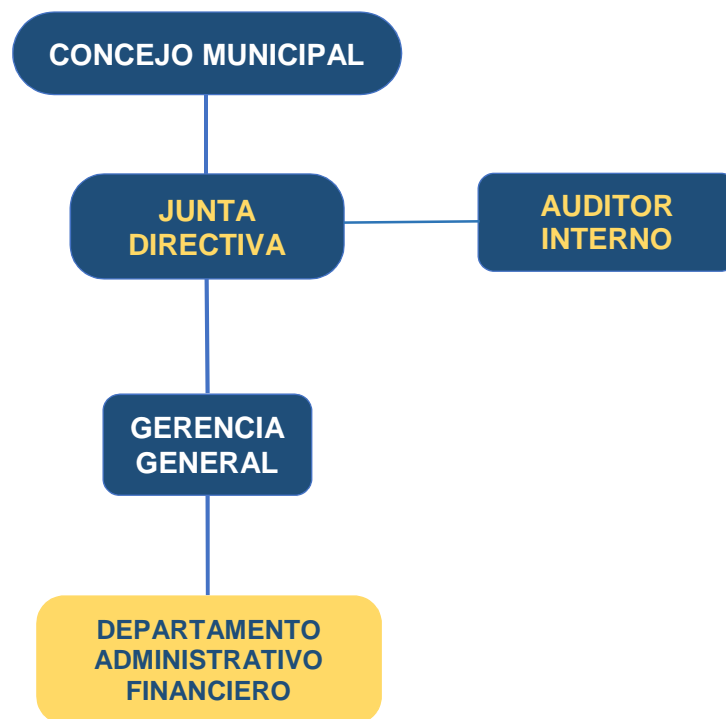 CONCEJO MUNICIPAL
JUNTA
DIRECTIVA
AUDITOR
INTERNO
GERENCIA
GENERAL
DEPARTAMENTO
ADMINISTRATIVO
FINANCIERO